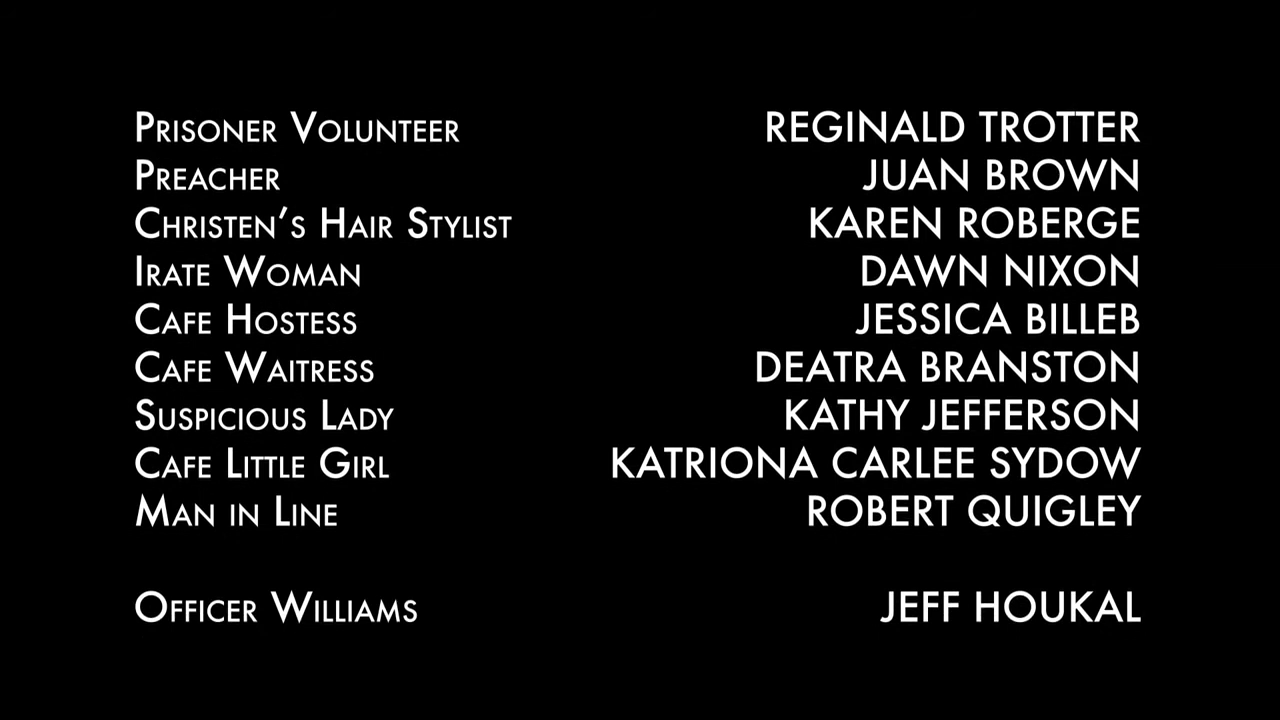 Prisoner Volunteer REGINALD TROTTER
Preacher JUAN BROWN
Christen's Hair Stylist KAREN ROBERGE
Irate Woman DAWN NIXON
Cafe Hostess JESSICA BILLEB
Cafe Waitress DEATRA BRANSTON
Suspicious Lady KATHY JEFFERSON
Cafe Little Girl KATRIONA CARLEE SYDOW
Man in Line ROBERT QUIGLEY
Officer Williams JEFF HOUKAL